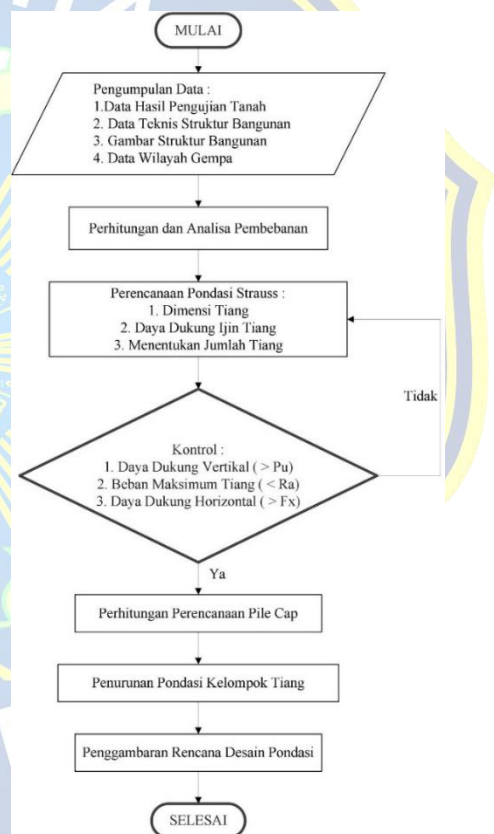 MULAI
Pengumpulan Data :
1.Data Hasil Pengujian Tanah
2. Data Teknis Struktur Bangunan
3. Gambar Struktur Bangunan
4. Data Wilayah Gempa
Perhitungan dan Analisa Pembebanan
Perencanaan Pondasi Strauss :
1. Dimensi Tiang
2. Daya Dukung Ijin Tiang
3. Menentukan Jumlah Tiang
Tidak
Kontrol :
1. Daya Dukung Vertikal ( > Pu)
2. Beban Maksimum Tiang ( < Ra)
3. Daya Dukung Horizontal ( > Fx)
Ya
Perhitungan Perencanaan Pile Cap
Penurunan Pondasi Kelompok Tiang
Penggambaran Rencana Desain Pondasi
SELESAI